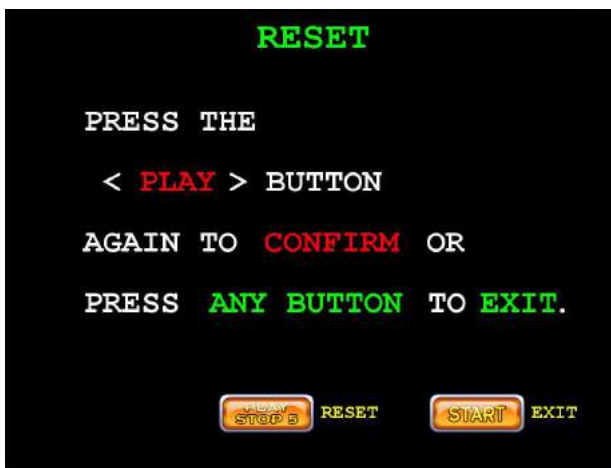 RESET
PRESS THE
< PLAY > BUTTON
AGAIN TO CONFIRM OR
PRESS ANY BUTTON TO EXIT.
PLAY
STOP 5
RESET
START
EXIT